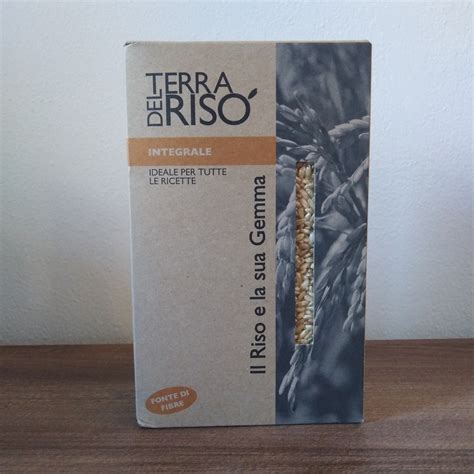 TERRA
DEL
RISO
INTEGRALE
IDEALE PER TUTTE
LE RICETTE
Il Riso e la sua Gemma
FONTE DI
FIBRE